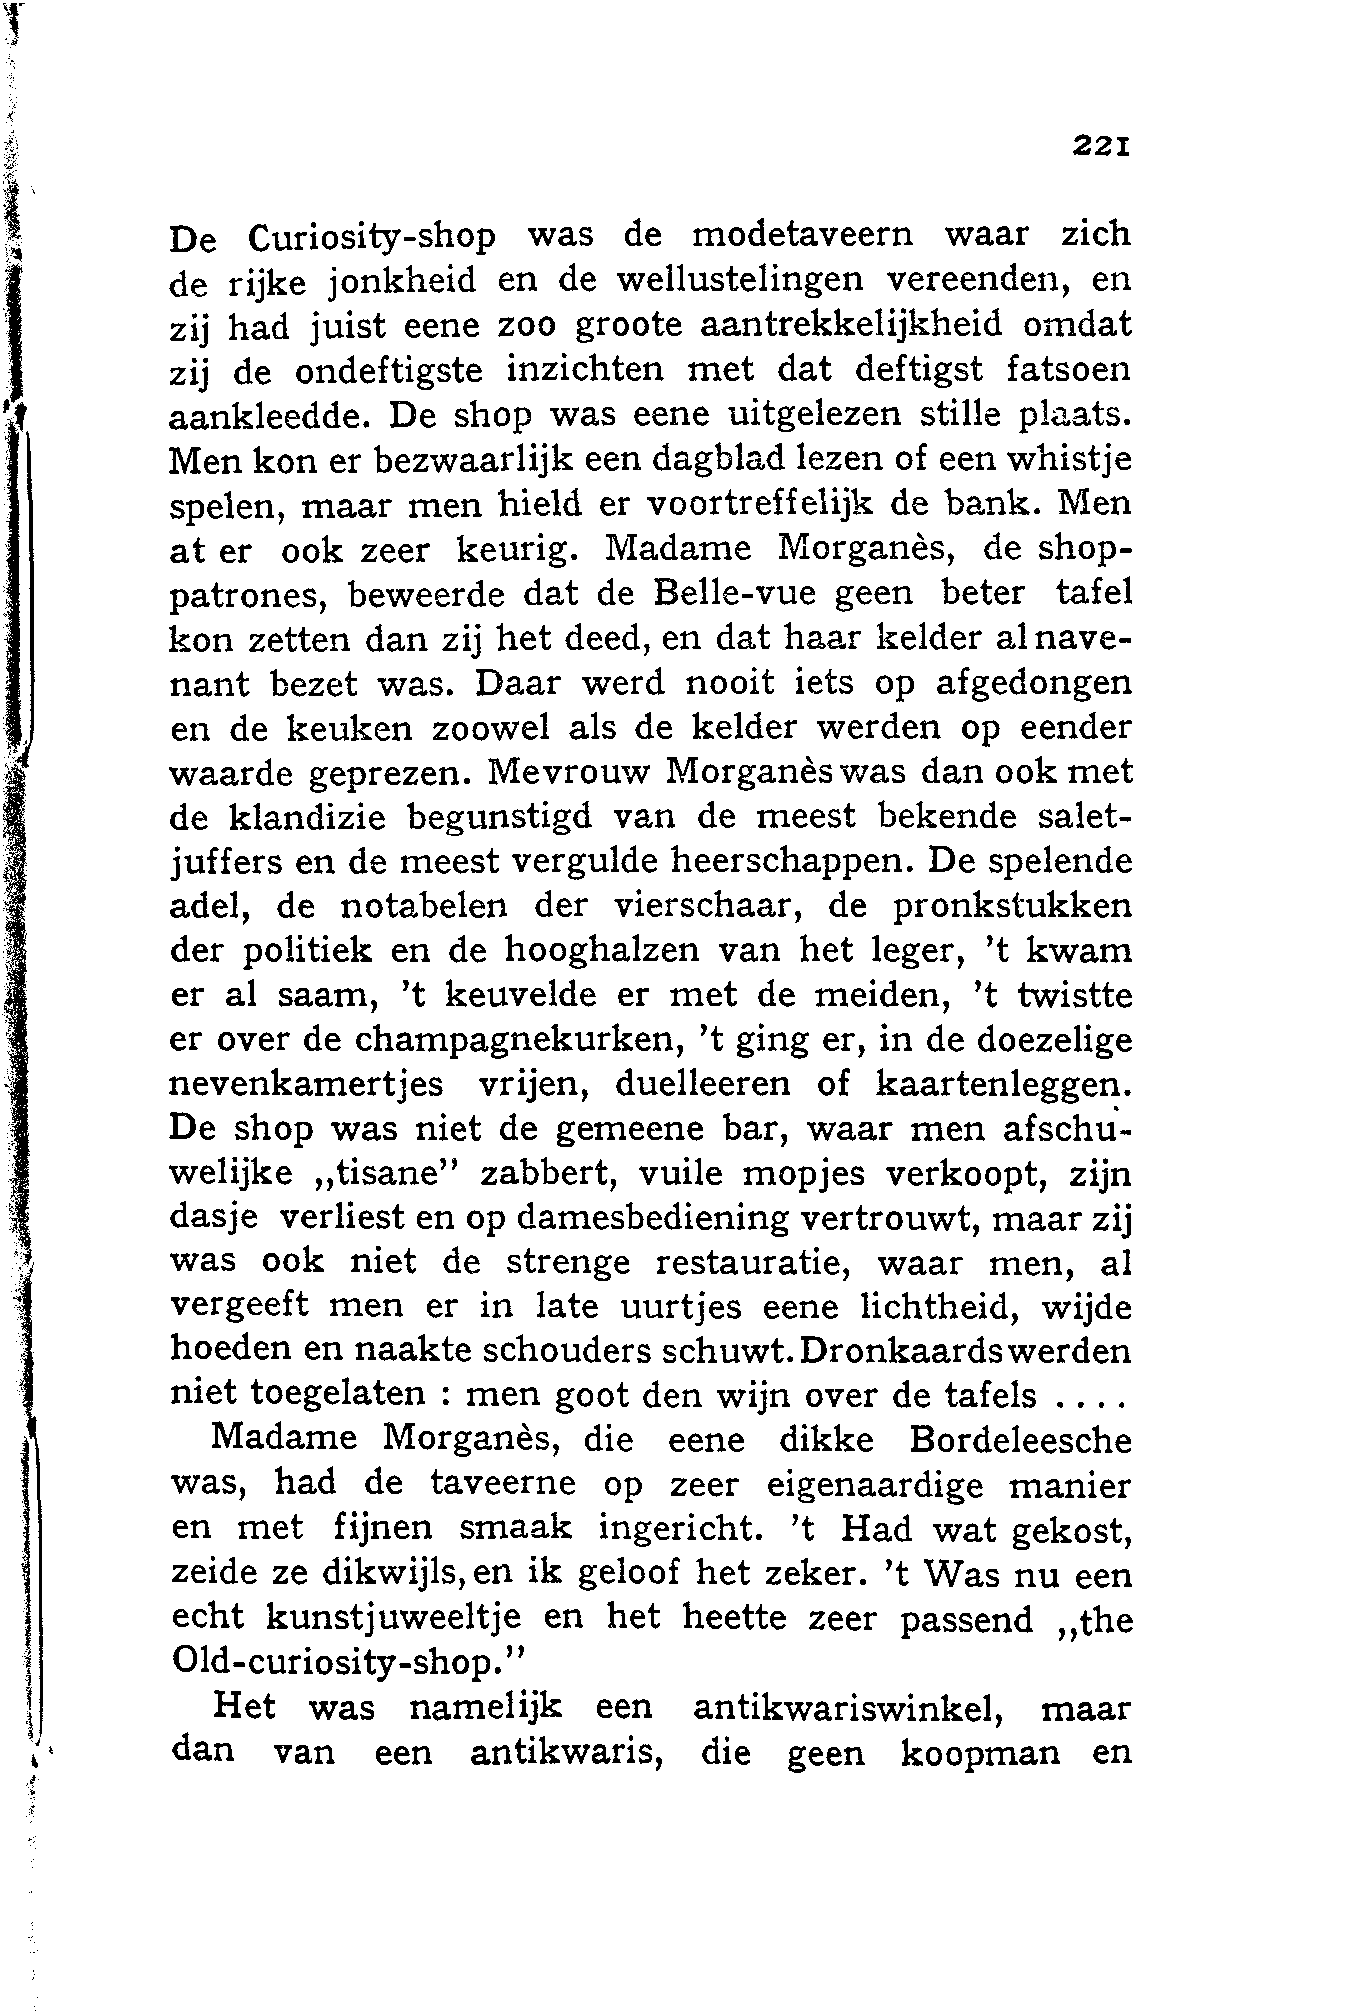 221
De Curiosity-shop was de modetaveern waar zich
de rijke jonkheid en de wellustelingen vereenden, en
zij had juist eene zoo groote aantrekkelijkheid omdat
zij de ondeftigste inzichten met dat deftigst fatsoen
aankleedde. De shop was eene uitgelezen stille plaats.
Men kon er bezwaarlijk een dagblad lezen of een whistje
spelen, maar men hield er voortreffelijk de bank. Men
at er ook zeer keurig. Madame Morganès, de shop-
patrones, beweerde dat de Belle-vue geen beter tafel
kon zetten dan zij het deed, en dat haar kelder al nave-
nant bezet was. Daar werd nooit iets op afgedongen
en de keuken zoowel als de kelder werden op eender
waarde geprezen. Mevrouw Morganès was dan ook met
de klandizie begunstigd van de meest bekende salet-
juffers en de meest vergulde heerschappen. De spelende
adel, de notabelen der vierschaar, de pronkstukken
der politiek en de hooghalzen van het leger, 't kwam
er al saam, 't keuvelde er met de meiden, 't twistte
er over de champagnekurken, 't ging er, in de doezelige
nevenkamertjes vrijen, duelleeren of kaartenleggen.
De shop was niet de gemeene bar, waar men afschu-
welijke „tisane” zabbert, vuile mopjes verkoopt, zijn
dasje verliest en op damesbediening vertrouwt, maar zij
was ook niet de strenge restauratie, waar men, al
vergeeft men er in late uurtjes eene lichtheid, wijde
hoeden en naakte schouders schuwt. Dronkaards werden
niet toegelaten : men goot den wijn over de tafels ....
Madame Morganès, die eene dikke Bordeleesche
was, had de taveerne op zeer eigenaardige manier
en met fijnen smaak ingericht. 't Had wat gekost,
zeide ze dikwijls, en ik geloof het zeker. 't Was nu een
echt kunstjuweeltje en het heette zeer passend „the
Old-curiosity-shop.”
Het was namelijk een antikwariswinkel, maar
dan van een antikwaris, die geen koopman en